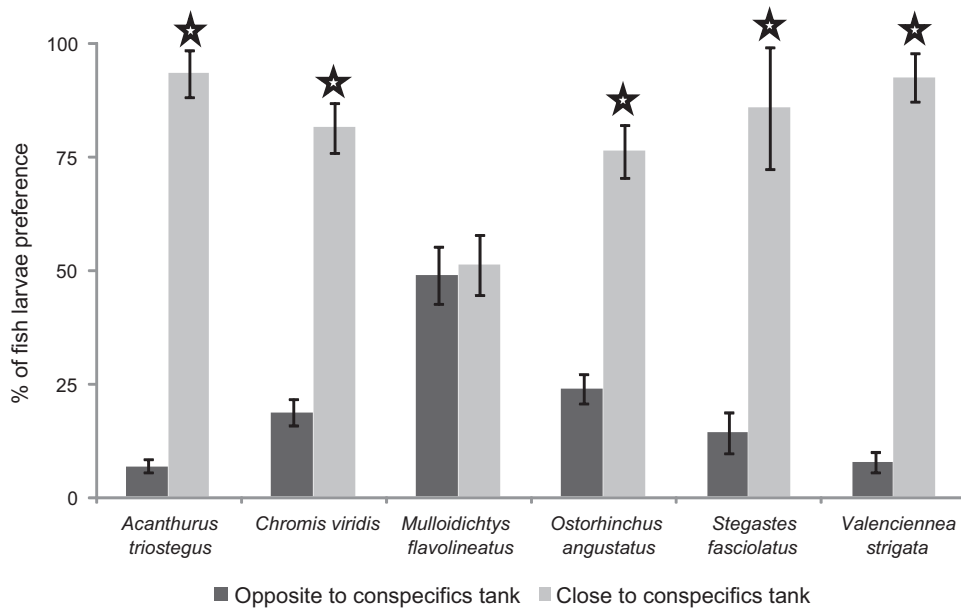 100
75
50
25
0
% of fish larvae preference
Acanthurus
triostegus
Chromis viridis
Mulloidichtys
flavolineatus
Ostorhinchus
angustatus
Stegastes
fasciolatus
Valenciennea
strigata
Opposite to conspecifics tank
Close to conspecifics tank